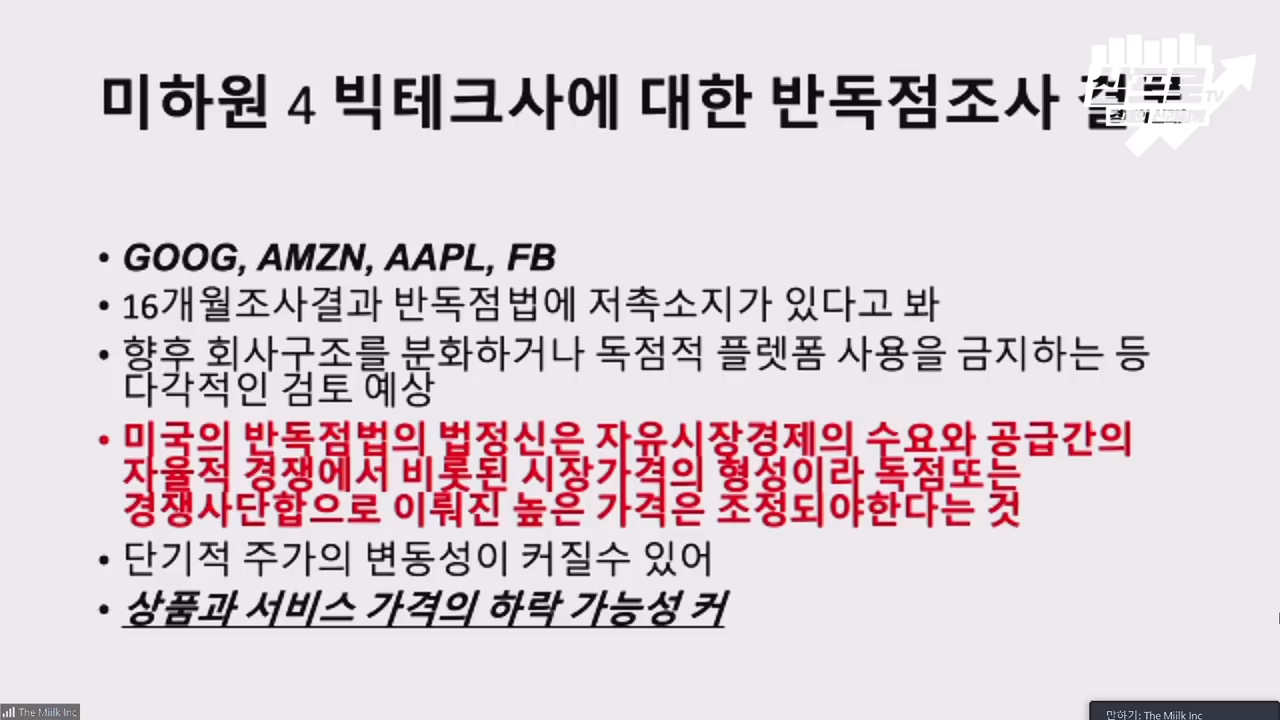 미하원 4 빅테크사에 대한 반독점조사
TV
• GOOG, AMZN, AAPL, FB
• 16개월조사결과 반독점법에 저촉소지가 있다고 봐
• 향후 회사구조를 분화하거나 독점적 플렛폼 사용을 금지하는 등
다각적인 검토 예상
• 미국의 반독점법의 법정신은 자유시장경제의 수요와 공급간의
자율적 경쟁에서 비롯된 시장가격의 형성이라 독점또는
경쟁사단합으로 이뤄진 높은 가격은 조정되야한다는 것
• 단기적 주가의 변동성이 커질수 있어
• 상품과 서비스 가격의 하락 가능성 커
The Miilk Inc
말하기: The Miilk Inc